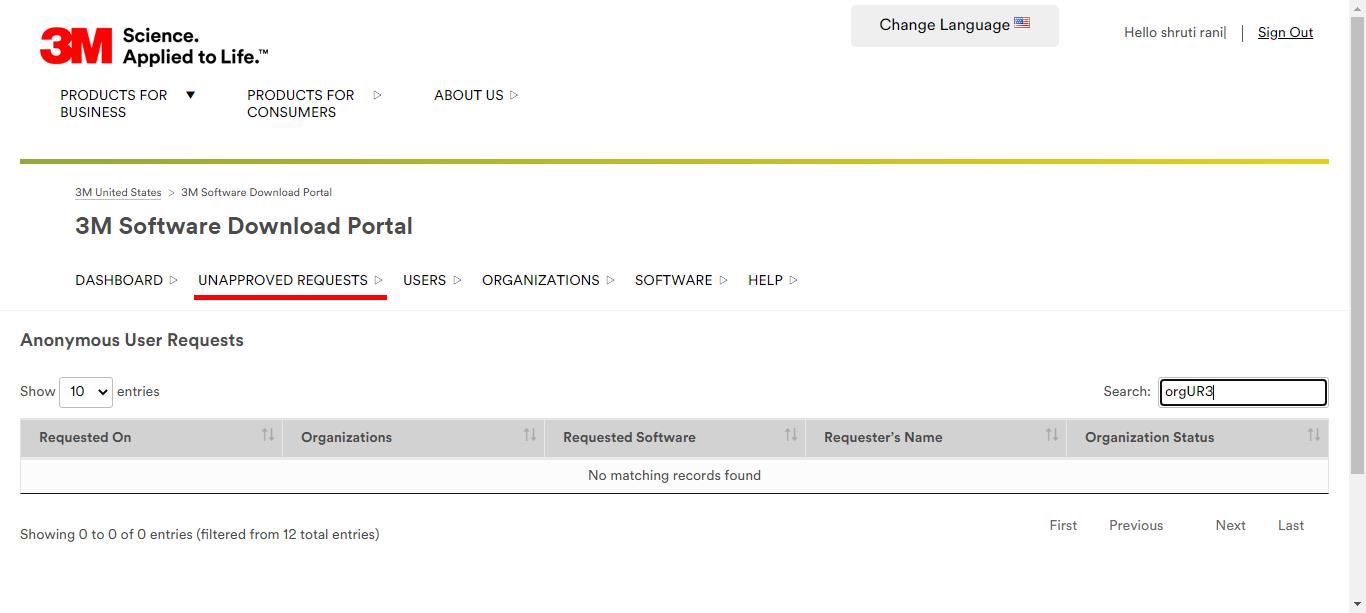 3M Science.
Applied to Life.™
Change Language
Hello shruti rani| | Sign Out
PRODUCTS FOR
BUSINESS
PRODUCTS FOR
CONSUMERS
ABOUT US
3M United States > 3M Software Download Portal
3M Software Download Portal
DASHBOARD UNAPPROVED REQUESTS USERS ORGANIZATIONS SOFTWARE HELP
Anonymous User Requests
Show 10 entries
Search: orgUR3
Requested On Organizations Requested Software Requester's Name Organization Status
No matching records found
Showing 0 to 0 of 0 entries (filtered from 12 total entries)
First Previous Next Last